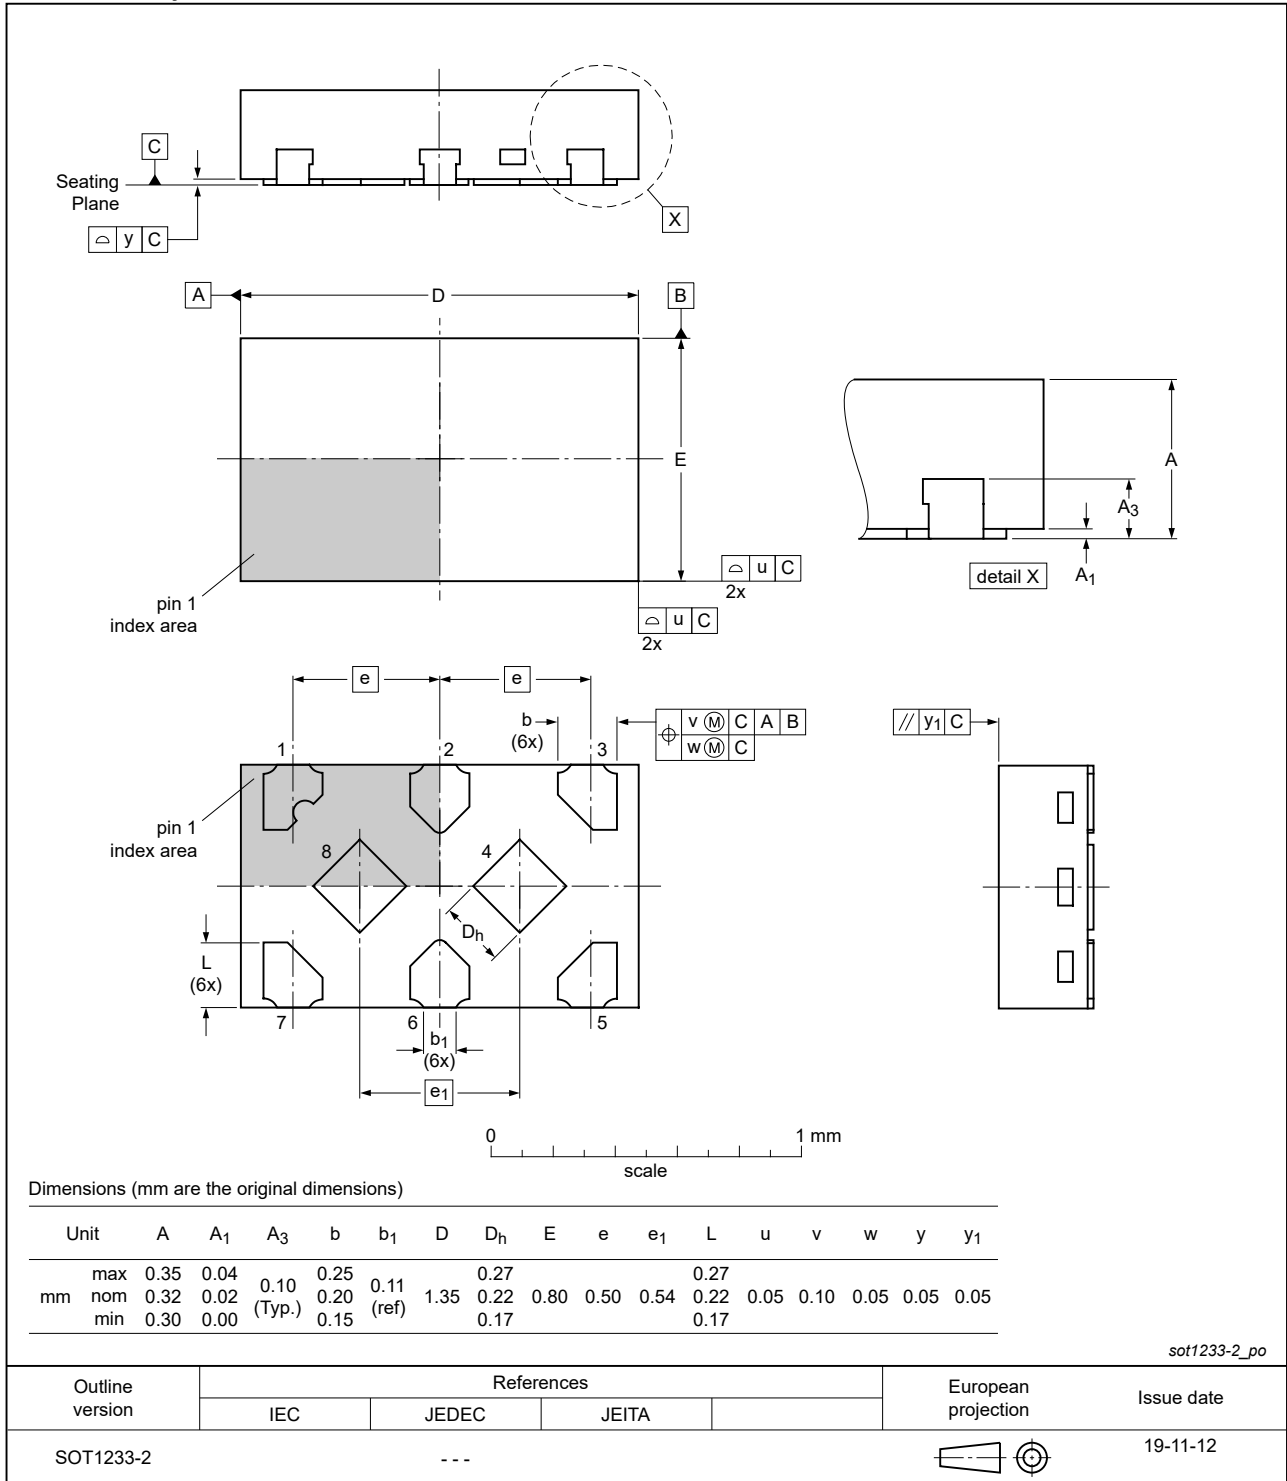 C
Seating
Plane
⌓ y C
X
A
D
B
E
A
A3
A1
detail X
⌓ u C
2x
⌓ u C
2x
pin 1
index area
e
e
b
(6x)
⌖ v Ⓜ C A B
w Ⓜ C
// y1 C
1
2
3
pin 1
index area
8
4
Dh
L
(6x)
7
6
5
b1
(6x)
e1
0
1 mm
scale
Dimensions (mm are the original dimensions)
Unit A A1 A3 b b1 D Dh E e e1 L u v w y y1
mm
max 0.35 0.04 0.10 (Typ.) 0.25 0.11 (ref) 1.35 0.27 0.80 0.50 0.54 0.27 0.05 0.10 0.05 0.05 0.05
nom 0.32 0.02 0.20 0.22 0.22
min 0.30 0.00 0.15 0.17 0.17
sot1233-2_po
Outline
version
References
IEC JEDEC JEITA
European
projection
Issue date
SOT1233-2
- - -
19-11-12